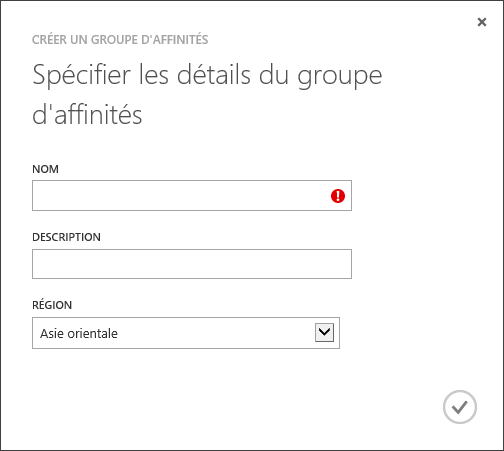 CRÉER UN GROUPE D'AFFINITÉS
Spécifier les détails du groupe
d'affinités
NOM
DESCRIPTION
RÉGION
Asie orientale